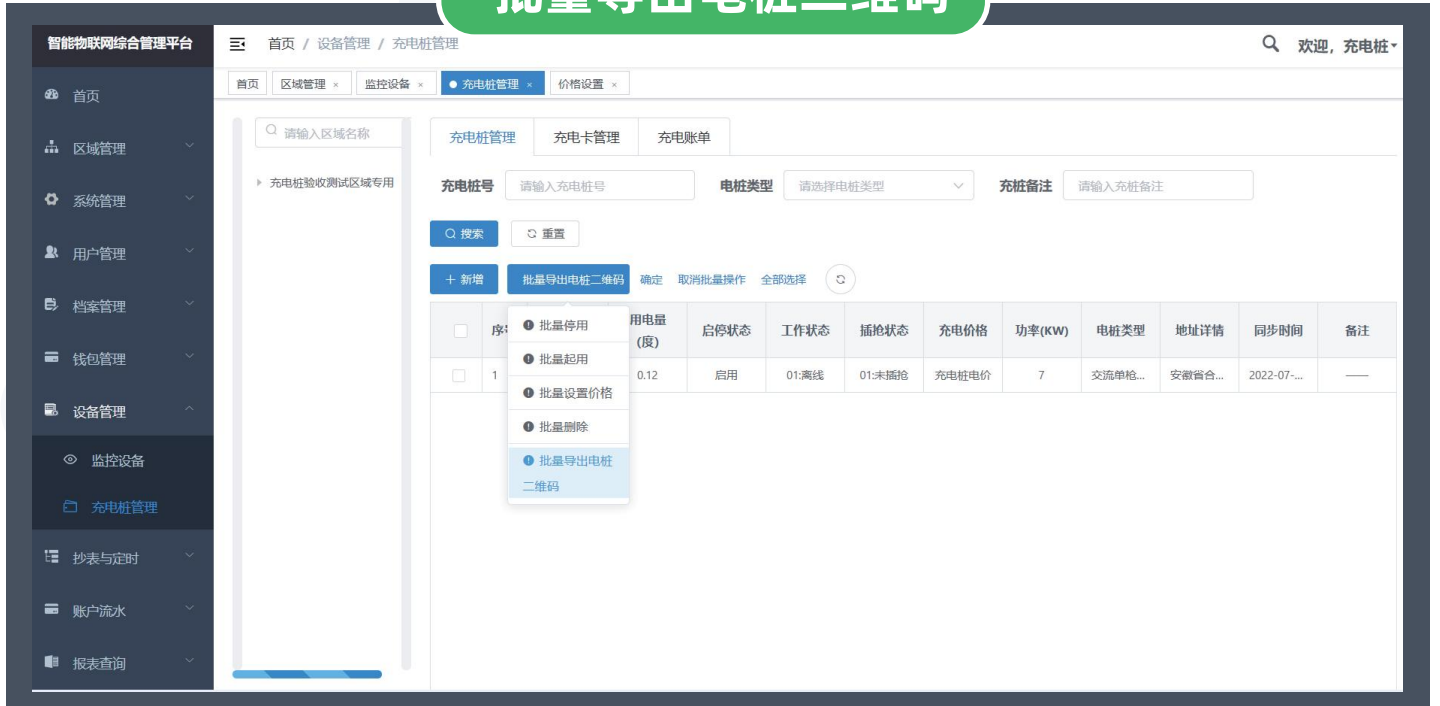 批量导出电桩二维码
智能物联网综合管理平台
首页 / 设备管理 / 充电桩管理
欢迎，充电桩
首页
区域管理 ×
监控设备 ×
充电桩管理 ×
价格设置 ×
首页
区域管理
系统管理
用户管理
档案管理
钱包管理
设备管理
监控设备
充电桩管理
抄表与定时
账户流水
报表查询
请输入区域名称
充电桩验收测试区域专用
充电桩管理 充电卡管理 充电账单
充电桩号 请输入充电桩号 电桩类型 请选择电桩类型 充桩备注 请输入充桩备注
搜索 重置
+ 新增 批量导出电桩二维码 确定 取消批量操作 全部选择
用电量(度) 启停状态 工作状态 插抢状态 充电价格 功率(KW) 电桩类型 地址详情 同步时间 备注
1 0.12 启用 01:离线 01:未插抢 充电桩电价 7 交流单枪... 安徽省合... 2022-07-... ——
批量停用
批量起用
批量设置价格
批量删除
批量导出电桩
二维码